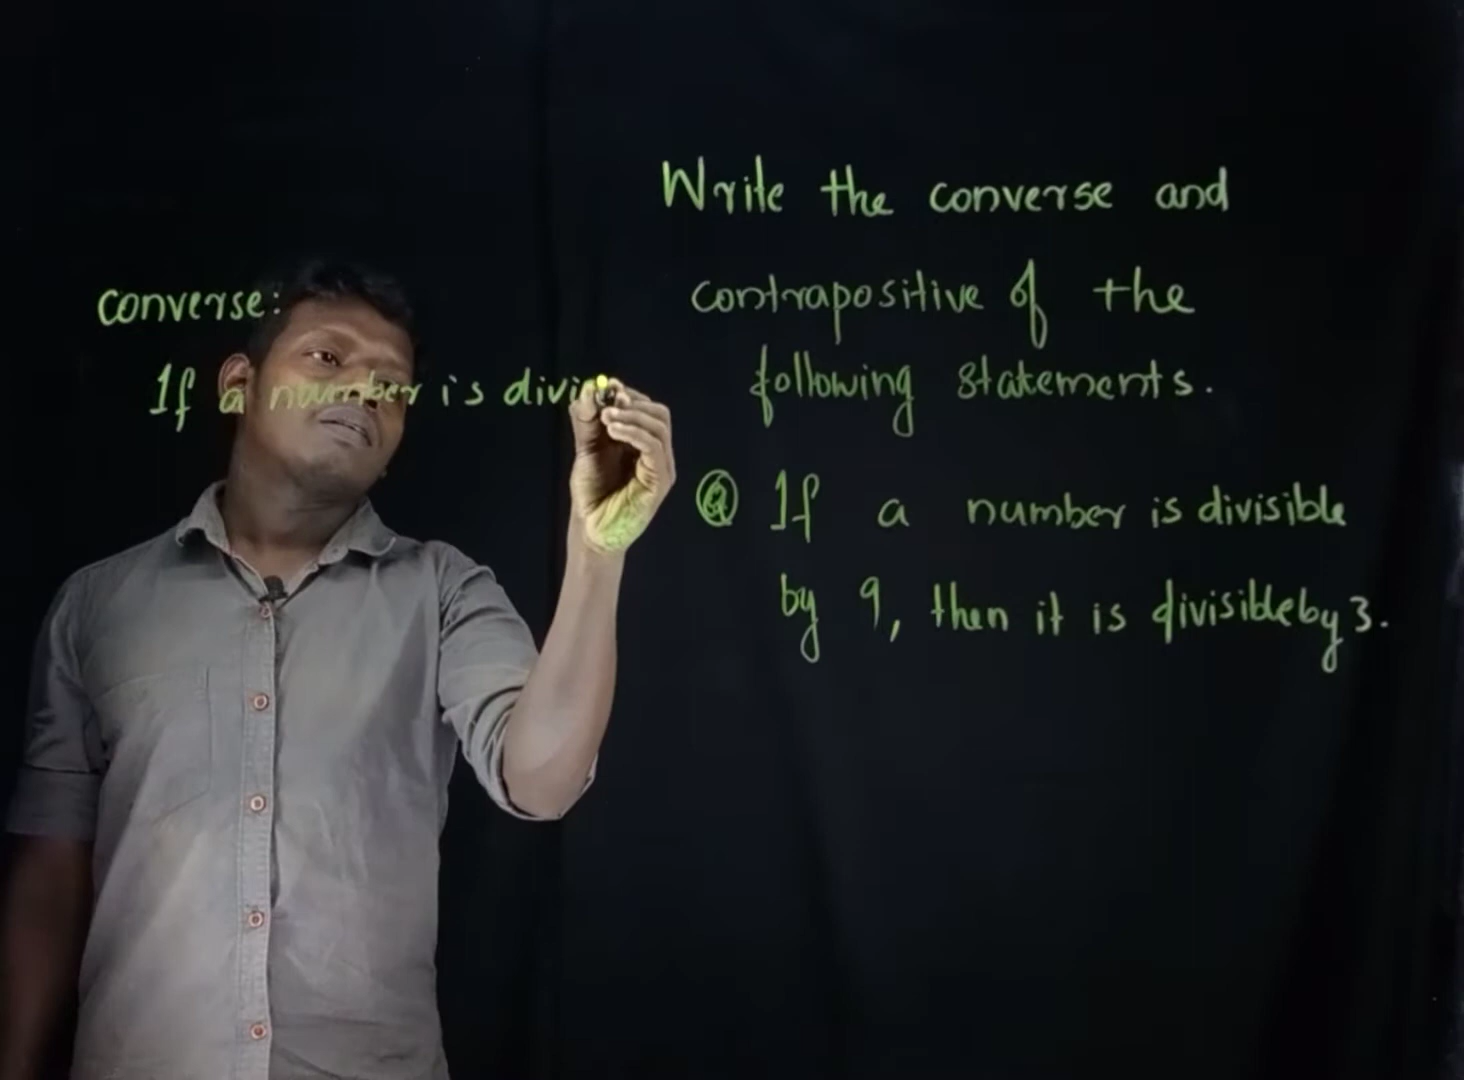 Write the converse and
contrapositive of the
following statements.
Q If a number is divisible
by 9, then it is divisible by 3.
converse:
If a number is divi